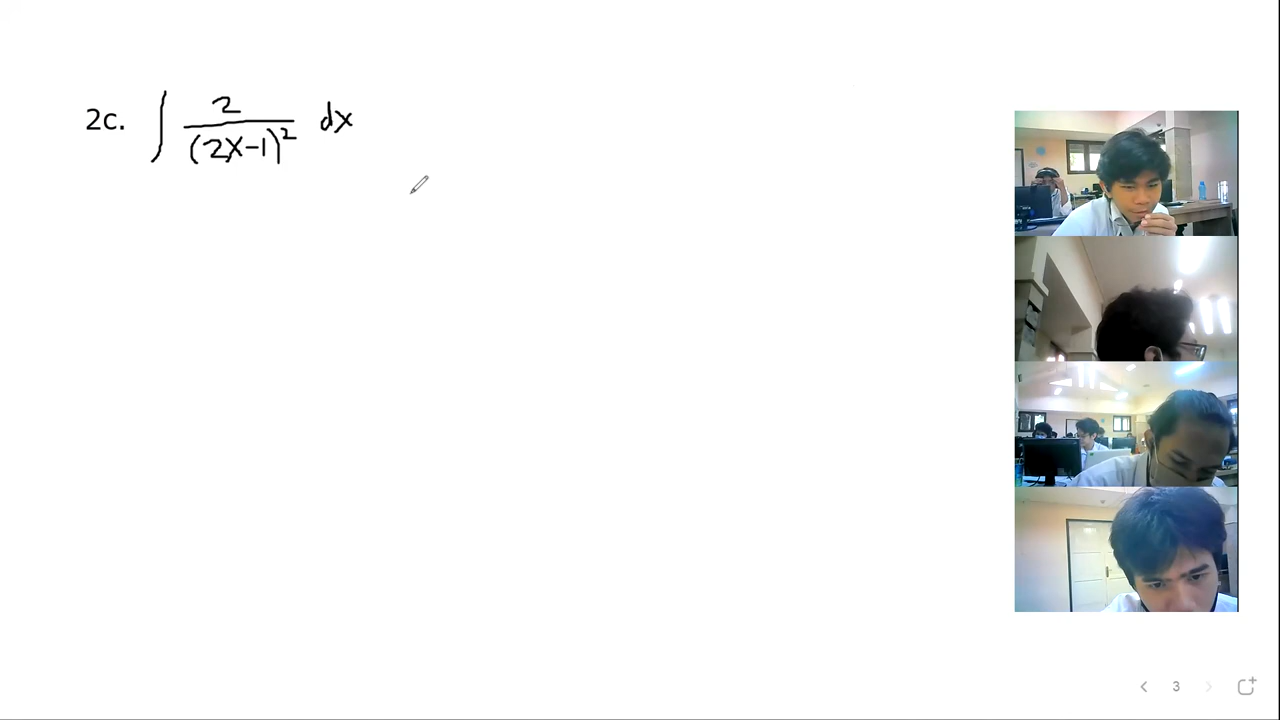 2c. ∫ 2/(2x-1)² dx
3